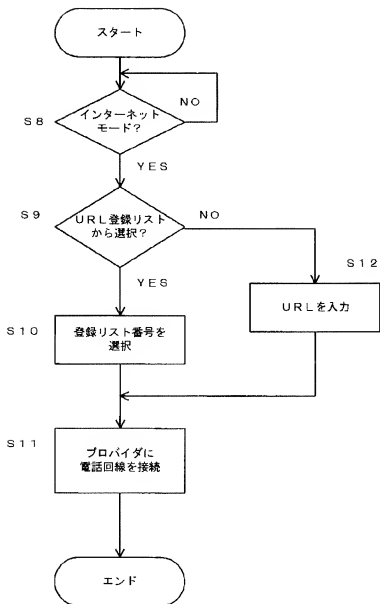 スタート
NO
S8
インターネット
モード?
YES
S9
URL登録リスト
から選択?
NO
YES
S12
URLを入力
S10
登録リスト番号を
選択
S11
プロバイダに
電話回線を接続
エンド